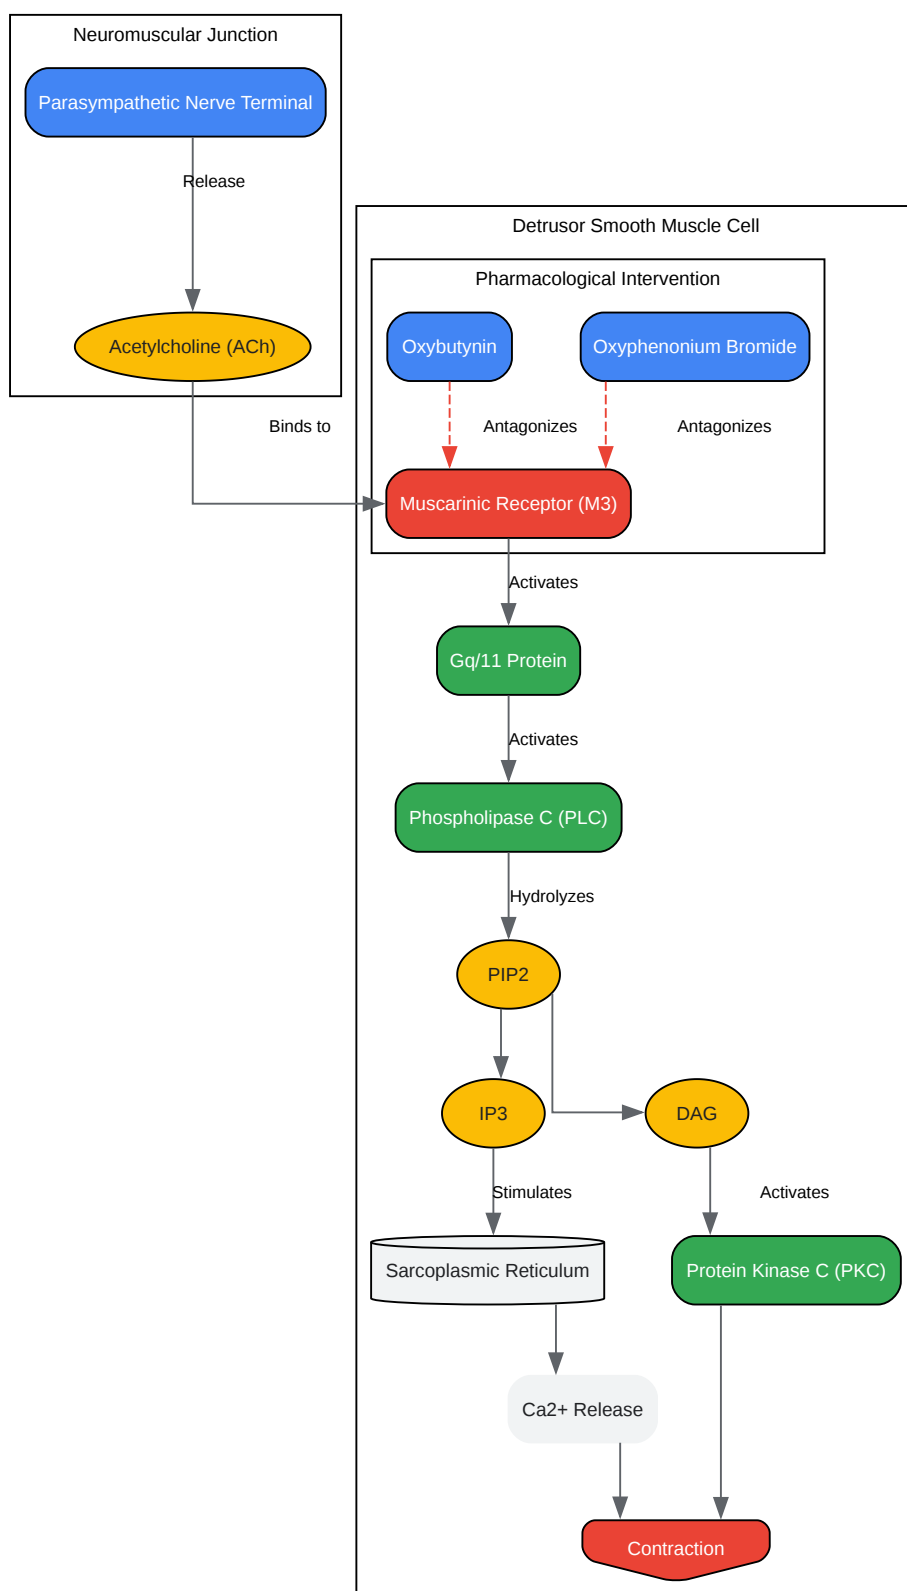 Neuromuscular Junction
Parasympathetic Nerve Terminal
Release
Acetylcholine (ACh)
Binds to
Detrusor Smooth Muscle Cell
Pharmacological Intervention
Oxybutynin
Oxyphenonium Bromide
Antagonizes
Antagonizes
Muscarinic Receptor (M3)
Activates
Gq/11 Protein
Activates
Phospholipase C (PLC)
Hydrolyzes
PIP2
IP3
DAG
Stimulates
Activates
Sarcoplasmic Reticulum
Protein Kinase C (PKC)
Ca2+ Release
Contraction